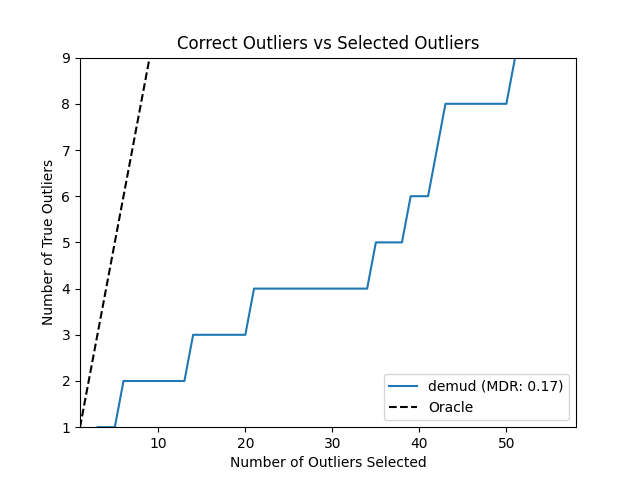 Correct Outliers vs Selected Outliers
Number of True Outliers
9
8
7
6
5
4
3
2
1
10
20
30
40
50
Number of Outliers Selected
demud (MDR: 0.17)
Oracle